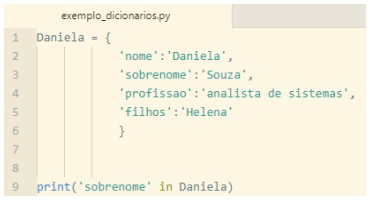 exemplo_dicionarios.py
1 Daniela = {
2 'nome':'Daniela',
3 'sobrenome':'Souza',
4 'profissao':'analista de sistemas',
5 'filhos':'Helena'
6 }
7
8
9 print('sobrenome' in Daniela)